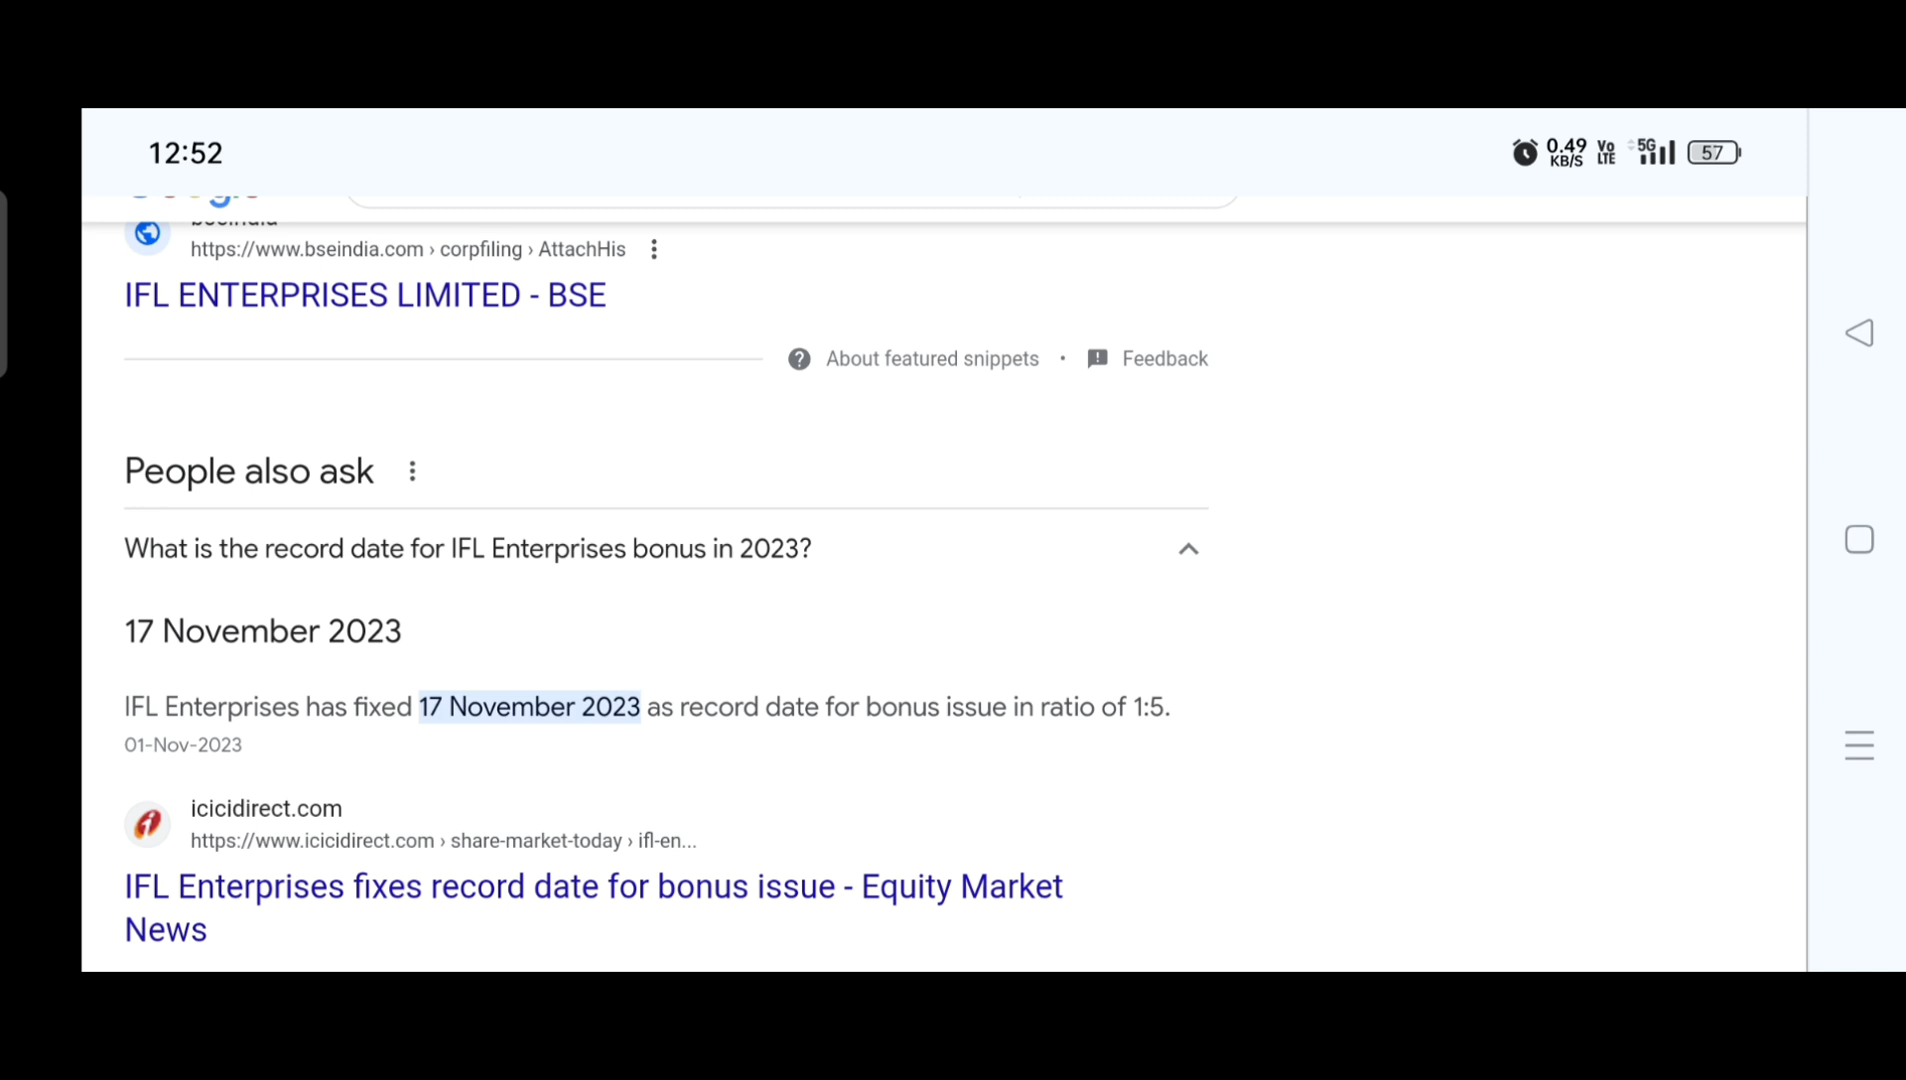 12:52
0.49 KB/S Vo LTE 5G 57
https://www.bseindia.com › corpfiling › AttachHis
IFL ENTERPRISES LIMITED - BSE
About featured snippets • Feedback
People also ask
What is the record date for IFL Enterprises bonus in 2023?
17 November 2023
IFL Enterprises has fixed 17 November 2023 as record date for bonus issue in ratio of 1:5.
01-Nov-2023
icicidirect.com
https://www.icicidirect.com › share-market-today › ifl-en...
IFL Enterprises fixes record date for bonus issue - Equity Market
News